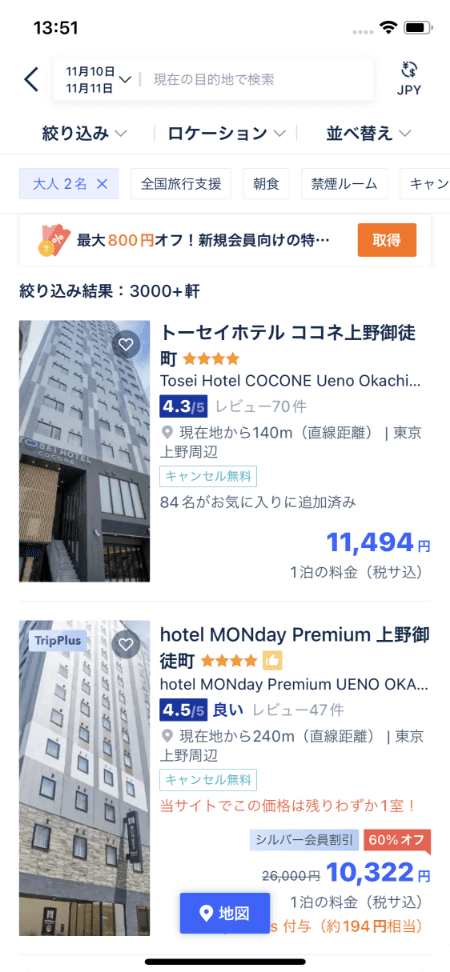 13:51
11月10日
11月11日
現在の目的地で検索
JPY
絞り込み
ロケーション
並べ替え
大人 2名 ×
全国旅行支援
朝食
禁煙ルーム
キャン
最大800円オフ！新規会員向けの特…
取得
絞り込み結果：3000+軒
トーセイホテル ココネ上野御徒
町
Tosei Hotel COCONE Ueno Okachi...
4.3/5 レビュー70件
現在地から140m（直線距離） | 東京
上野周辺
キャンセル無料
84名がお気に入りに追加済み
11,494円
1泊の料金（税サ込）
TripPlus
hotel MONday Premium 上野御
徒町
hotel MONday Premium UENO OKA...
4.5/5 良い レビュー47件
現在地から240m（直線距離） | 東京
上野周辺
キャンセル無料
当サイトでこの価格は残りわずか1室！
シルバー会員割引 60%オフ
26,000円 10,322円
1泊の料金（税サ込）
地図
s 付与（約194円相当）